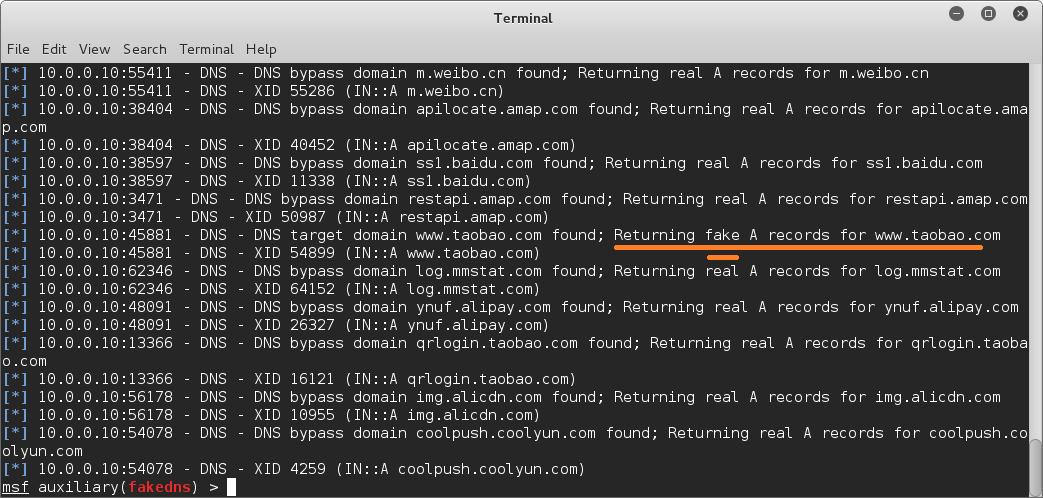 Terminal
File Edit View Search Terminal Help
[*] 10.0.0.10:55411 - DNS - DNS bypass domain m.weibo.cn found; Returning real A records for m.weibo.cn
[*] 10.0.0.10:55411 - DNS - XID 55286 (IN::A m.weibo.cn)
[*] 10.0.0.10:38404 - DNS - DNS bypass domain apilocate.amap.com found; Returning real A records for apilocate.ama
p.com
[*] 10.0.0.10:38404 - DNS - XID 40452 (IN::A apilocate.amap.com)
[*] 10.0.0.10:38597 - DNS - DNS bypass domain ss1.baidu.com found; Returning real A records for ss1.baidu.com
[*] 10.0.0.10:38597 - DNS - XID 11338 (IN::A ss1.baidu.com)
[*] 10.0.0.10:3471 - DNS - DNS bypass domain restapi.amap.com found; Returning real A records for restapi.amap.com
[*] 10.0.0.10:3471 - DNS - XID 50987 (IN::A restapi.amap.com)
[*] 10.0.0.10:45881 - DNS - DNS target domain www.taobao.com found; Returning fake A records for www.taobao.com
[*] 10.0.0.10:45881 - DNS - XID 54899 (IN::A www.taobao.com)
[*] 10.0.0.10:62346 - DNS - DNS bypass domain log.mmstat.com found; Returning real A records for log.mmstat.com
[*] 10.0.0.10:62346 - DNS - XID 64152 (IN::A log.mmstat.com)
[*] 10.0.0.10:48091 - DNS - DNS bypass domain ynuf.alipay.com found; Returning real A records for ynuf.alipay.com
[*] 10.0.0.10:48091 - DNS - XID 26327 (IN::A ynuf.alipay.com)
[*] 10.0.0.10:13366 - DNS - DNS bypass domain qrlogin.taobao.com found; Returning real A records for qrlogin.taoba
o.com
[*] 10.0.0.10:13366 - DNS - XID 16121 (IN::A qrlogin.taobao.com)
[*] 10.0.0.10:56178 - DNS - DNS bypass domain img.alicdn.com found; Returning real A records for img.alicdn.com
[*] 10.0.0.10:56178 - DNS - XID 10955 (IN::A img.alicdn.com)
[*] 10.0.0.10:54078 - DNS - DNS bypass domain coolpush.coolyun.com found; Returning real A records for coolpush.co
olyun.com
[*] 10.0.0.10:54078 - DNS - XID 4259 (IN::A coolpush.coolyun.com)
msf auxiliary(fakedns) >